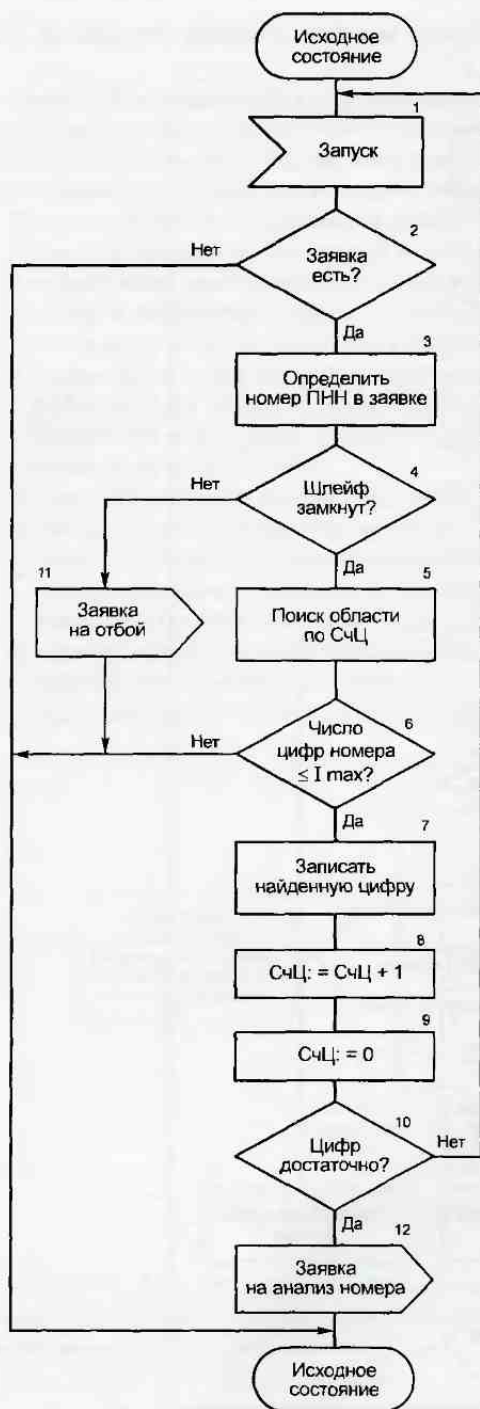 Исходное
состояние
1
Запуск
2
Нет
Заявка
есть?
Да
3
Определить
номер ПНН в заявке
4
Нет
Шлейф
замкнут?
Да
11
5
Заявка
на отбой
Поиск области
по СчЦ
6
Нет
Число
цифр номера
≤ I max?
Да
7
Записать
найденную цифру
8
СчЦ: = СчЦ + 1
9
СчЦ: = 0
10
Цифр
достаточно?
Нет
Да
12
Заявка
на анализ номера
Исходное
состояние